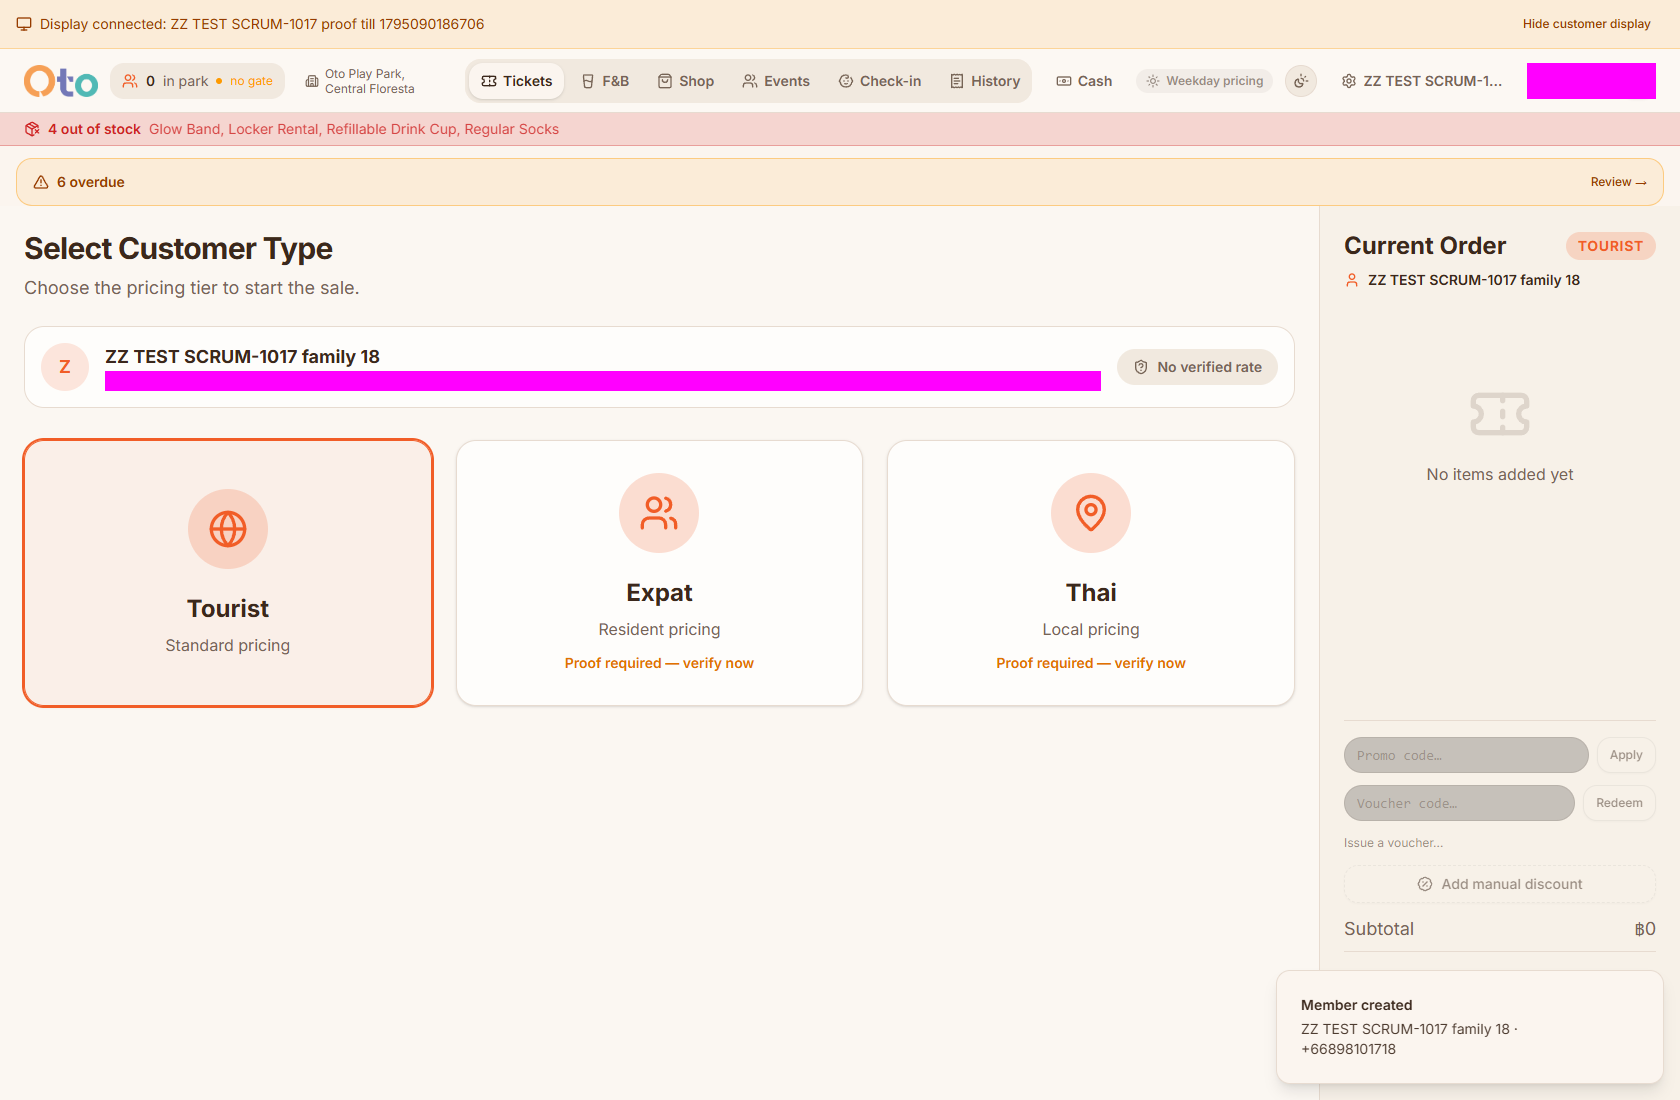 Display connected: ZZ TEST SCRUM-1017 proof till 1795090186706
Hide customer display
Oto
0 in park • no gate
Oto Play Park,
Central Floresta
Tickets
F&B
Shop
Events
Check-in
History
Cash
Weekday pricing
ZZ TEST SCRUM-1...
4 out of stock Glow Band, Locker Rental, Refillable Drink Cup, Regular Socks
6 overdue
Review →
Select Customer Type
Choose the pricing tier to start the sale.
Z
ZZ TEST SCRUM-1017 family 18
No verified rate
Tourist
Standard pricing
Expat
Resident pricing
Proof required — verify now
Thai
Local pricing
Proof required — verify now
Current Order
TOURIST
ZZ TEST SCRUM-1017 family 18
No items added yet
Promo code…
Apply
Voucher code…
Redeem
Issue a voucher…
Add manual discount
Subtotal
฿0
Member created
ZZ TEST SCRUM-1017 family 18 ·
+66898101718